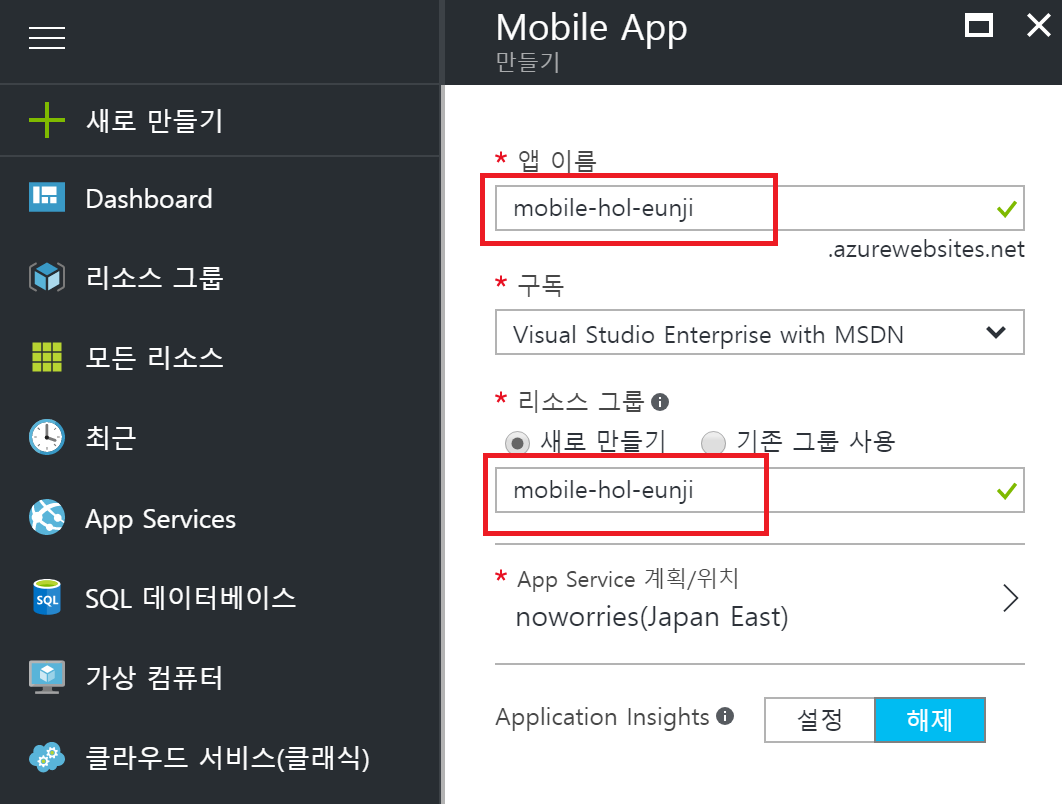 새로 만들기
Dashboard
리소스 그룹
모든 리소스
최근
App Services
SQL
SQL 데이터베이스
가상 컴퓨터
클라우드 서비스(클래식)
Mobile App
만들기
* 앱 이름
mobile-hol-eunji
.azurewebsites.net
* 구독
Visual Studio Enterprise with MSDN
* 리소스 그룹
새로 만들기 기존 그룹 사용
mobile-hol-eunji
* App Service 계획/위치
noworries(Japan East)
Application Insights 설정 해제